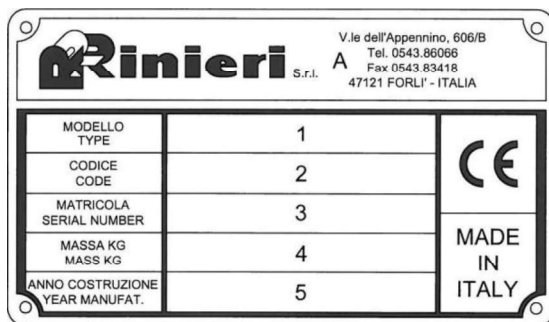 Rinieri S.r.l.
A
V.le dell'Appennino, 606/B
Tel. 0543.86066
Fax 0543.83418
47121 FORLI' - ITALIA
MODELLO
TYPE
1
CODICE
CODE
2
MATRICOLA
SERIAL NUMBER
3
MASSA KG
MASS KG
4
ANNO COSTRUZIONE
YEAR MANUFAT.
5
CE
MADE
IN
ITALY